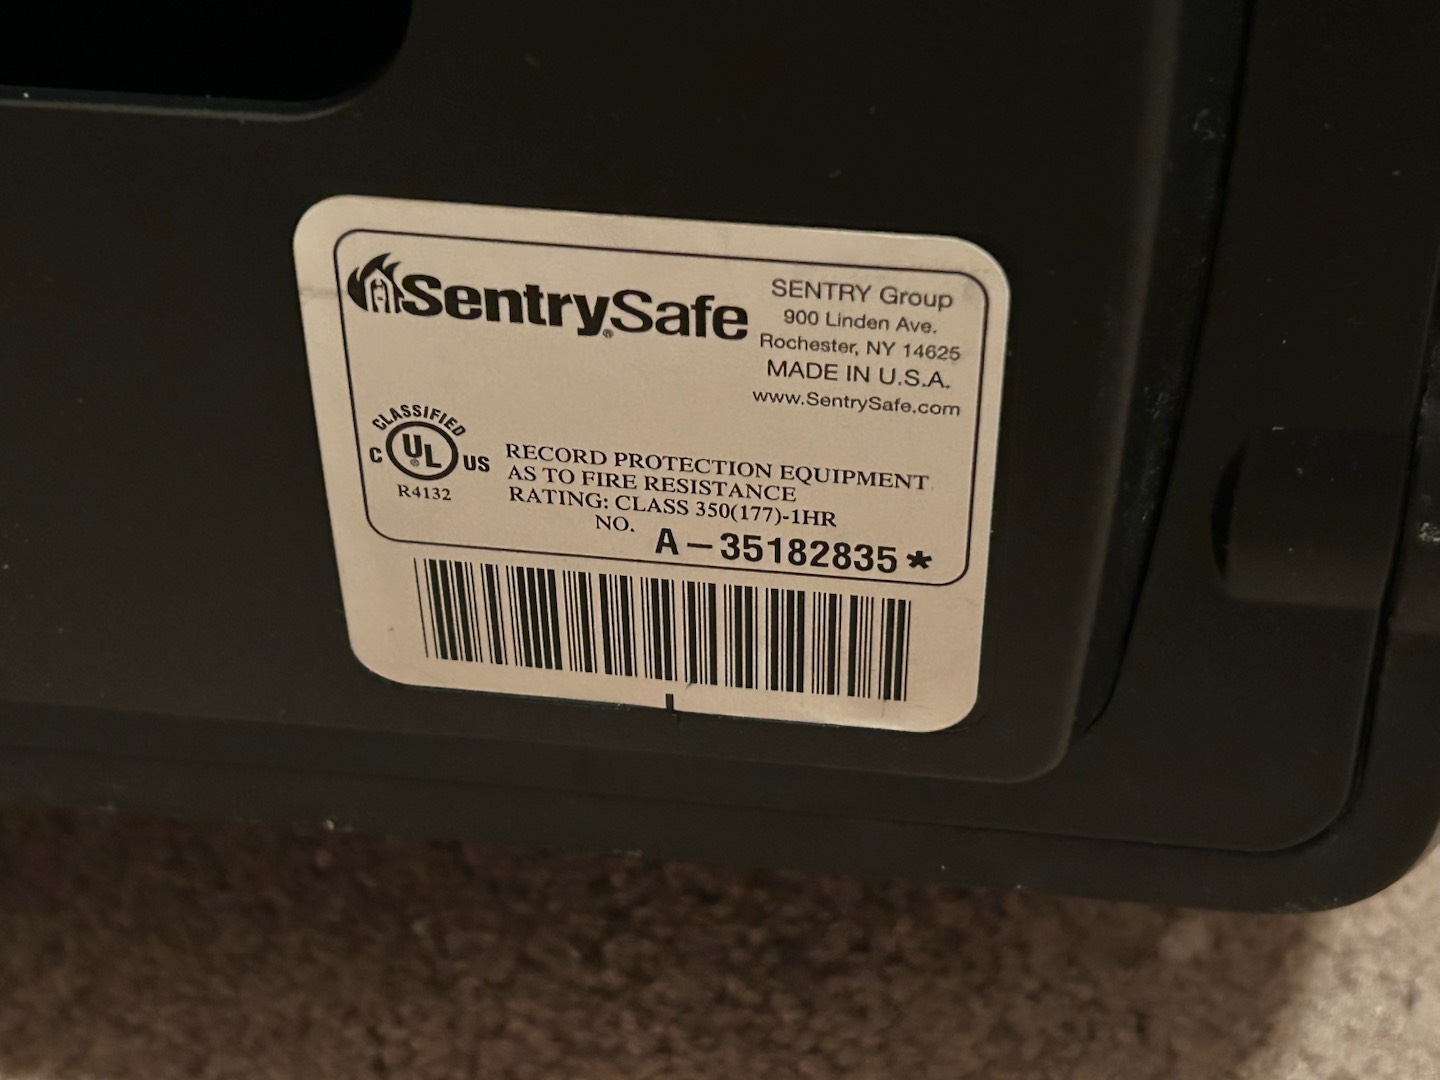 SentrySafe®
SENTRY Group
900 Linden Ave.
Rochester, NY 14625
MADE IN U.S.A.
www.SentrySafe.com
CLASSIFIED
C UL® US
R4132
RECORD PROTECTION EQUIPMENT
AS TO FIRE RESISTANCE
RATING: CLASS 350(177)-1HR
NO. A–35182835*